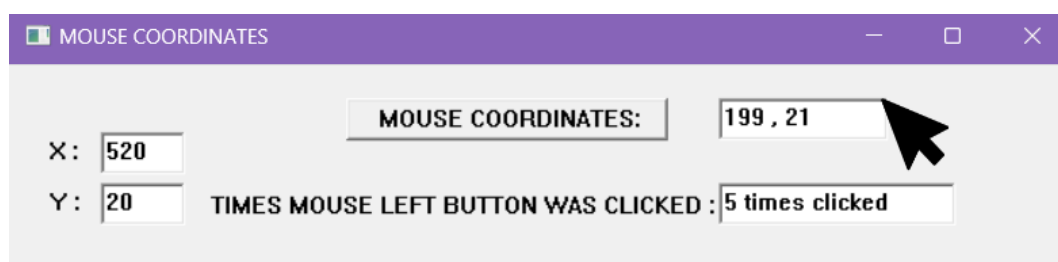 MOUSE COORDINATES
MOUSE COORDINATES: 199 , 21
X: 520
Y: 20
TIMES MOUSE LEFT BUTTON WAS CLICKED : 5 times clicked